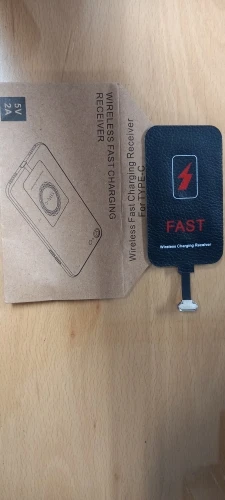 5V
2A
WIRELESS FAST CHARGING
RECEIVER
Wireless Fast Charging Receiver
For TYPE-C
FAST
Wireless Charging Receiver